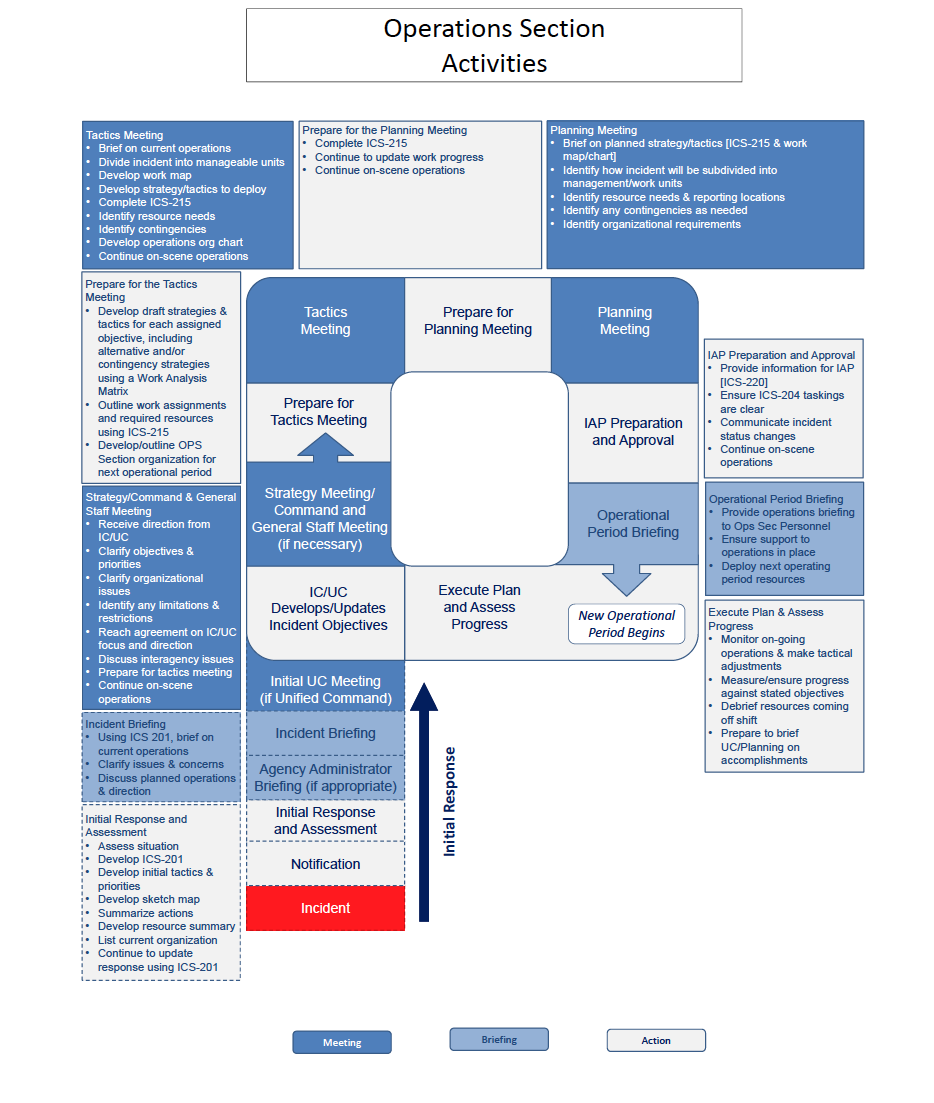 Operations Section
Activities
Tactics Meeting
• Brief on current operations
• Divide incident into manageable units
• Develop work map
• Develop strategy/tactics to deploy
• Complete ICS-215
• Identify resource needs
• Identify contingencies
• Develop operations org chart
• Continue on-scene operations
Prepare for the Planning Meeting
• Complete ICS-215
• Continue to update work progress
• Continue on-scene operations
Planning Meeting
• Brief on planned strategy/tactics [ICS-215 & work
map/chart]
• Identify how incident will be subdivided into
management/work units
• Identify resource needs & reporting locations
• Identify any contingencies as needed
• Identify organizational requirements
Prepare for the Tactics
Meeting
• Develop draft strategies &
tactics for each assigned
objective, including
alternative and/or
contingency strategies
using a Work Analysis
Matrix
• Outline work assignments
and required resources
using ICS-215
• Develop/outline OPS
Section organization for
next operational period
Strategy/Command & General
Staff Meeting
• Receive direction from
IC/UC
• Clarify objectives &
priorities
• Clarify organizational
issues
• Identify any limitations &
restrictions
• Reach agreement on IC/UC
focus and direction
• Discuss interagency issues
• Prepare for tactics meeting
• Continue on-scene
operations
Incident Briefing
• Using ICS 201, brief on
current operations
• Clarify issues & concerns
• Discuss planned operations
& direction
Initial Response and
Assessment
• Assess situation
• Develop ICS-201
• Develop initial tactics &
priorities
• Develop sketch map
• Summarize actions
• Develop resource summary
• List current organization
• Continue to update
response using ICS-201
Tactics
Meeting
Prepare for
Planning Meeting
Planning
Meeting
Prepare for
Tactics Meeting
IAP Preparation
and Approval
Strategy Meeting/
Command and
General Staff Meeting
(if necessary)
Operational
Period Briefing
IC/UC
Develops/Updates
Incident Objectives
Execute Plan
and Assess
Progress
New Operational
Period Begins
Initial UC Meeting
(if Unified Command)
Incident Briefing
Agency Administrator
Briefing (if appropriate)
Initial Response
and Assessment
Notification
Incident
Initial Response
IAP Preparation and Approval
• Provide information for IAP
[ICS-220]
• Ensure ICS-204 taskings
are clear
• Communicate incident
status changes
• Continue on-scene
operations
Operational Period Briefing
• Provide operations briefing
to Ops Sec Personnel
• Ensure support to
operations in place
• Deploy next operating
period resources
Execute Plan & Assess
Progress
• Monitor on-going
operations & make tactical
adjustments
• Measure/ensure progress
against stated objectives
• Debrief resources coming
off shift
• Prepare to brief
UC/Planning on
accomplishments
Meeting
Briefing
Action